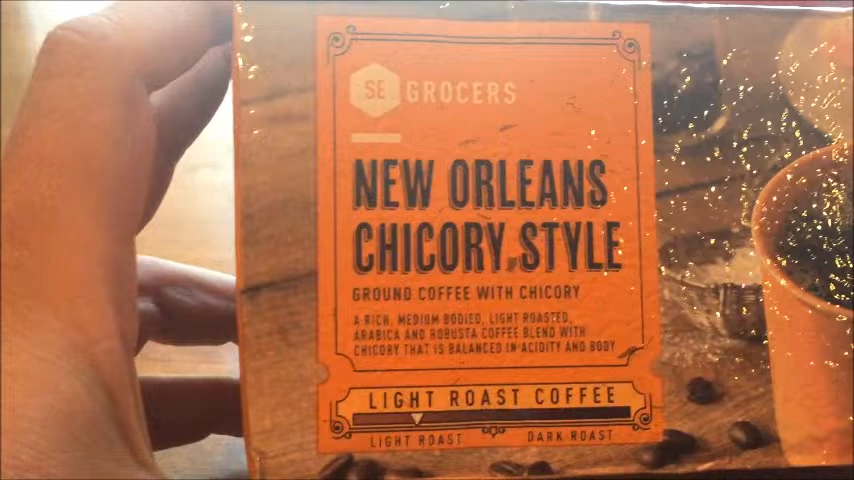 SE GROCERS
NEW ORLEANS
CHICORY STYLE
GROUND COFFEE WITH CHICORY
A RICH, MEDIUM BODIED, LIGHT ROASTED,
ARABICA AND ROBUSTA COFFEE BLEND WITH
CHICORY THAT IS BALANCED IN ACIDITY AND BODY
LIGHT ROAST COFFEE
LIGHT ROAST DARK ROAST